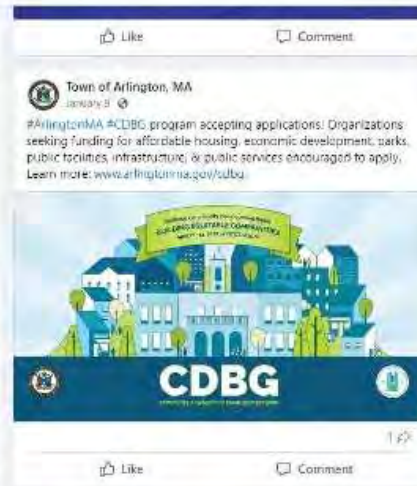 Like Comment
Town of Arlington, MA
January 9
#ArlingtonMA #CDBG program accepting applications! Organizations
seeking funding for affordable housing, economic development, parks,
public facilities, infrastructure, & public services encouraged to apply.
Learn more: www.arlingtonma.gov/cdbg
BUILDING EQUITABLE COMMUNITIES
CDBG
1
Like Comment